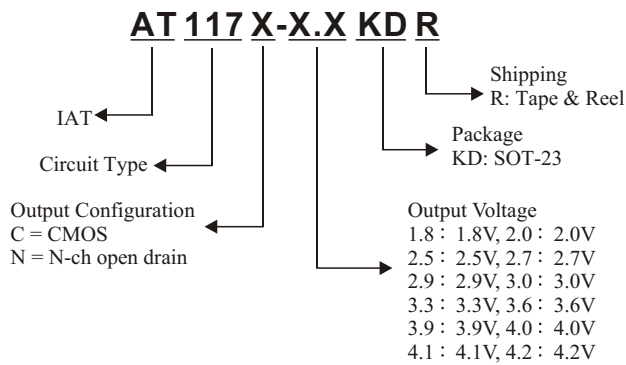 AT117X-X.X KD R
IAT
Circuit Type
Output Configuration
C = CMOS
N = N-ch open drain
Shipping
R: Tape & Reel
Package
KD: SOT-23
Output Voltage
1.8： 1.8V, 2.0： 2.0V
2.5： 2.5V, 2.7： 2.7V
2.9： 2.9V, 3.0： 3.0V
3.3： 3.3V, 3.6： 3.6V
3.9： 3.9V, 4.0： 4.0V
4.1： 4.1V, 4.2： 4.2V